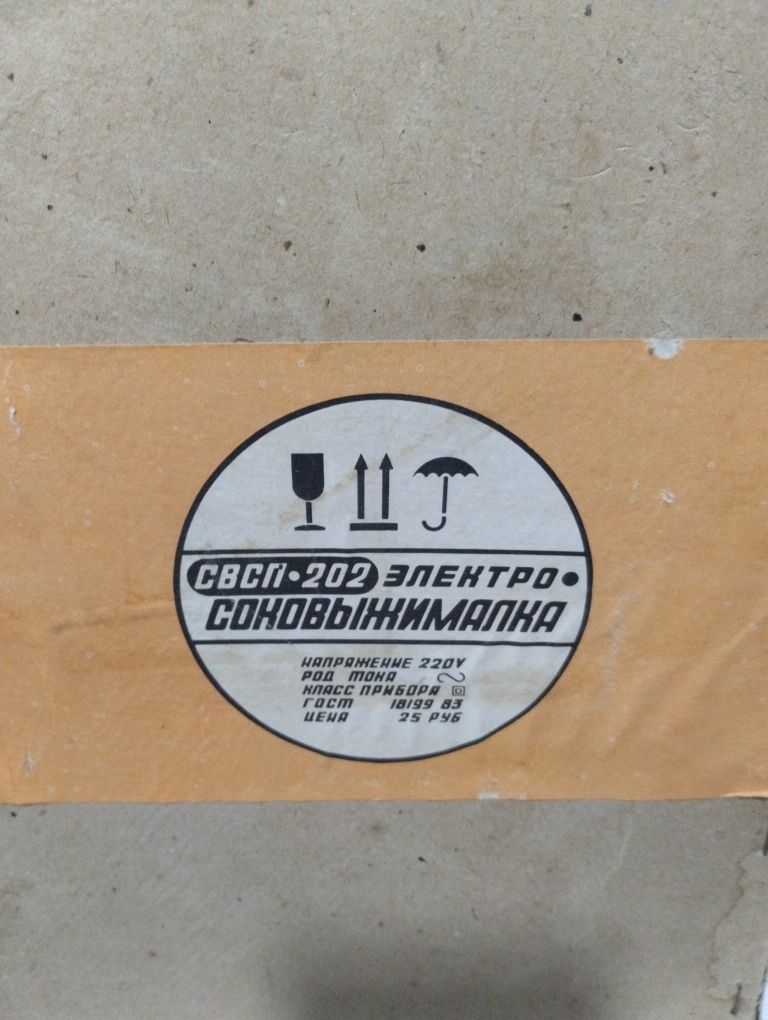 СВСП•202 ЭЛЕКТРО•
СОКОВЫЖИМАЛКА
НАПРЯЖЕНИЕ 220V
РОД ТОКА ~
КЛАСС ПРИБОРА
ГОСТ 18199 83
ЦЕНА 25 РУБ